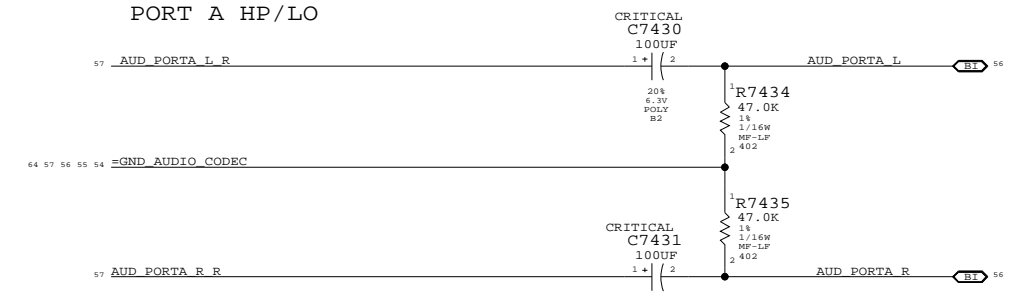 PORT A HP/LO
CRITICAL
C7430
100UF
1 + 2
57 AUD_PORTA_L_R
AUD_PORTA_L
BI 56
20%
6.3V
POLY
B2
1 R7434
47.0K
1%
1/16W
MF-LF
2 402
64 57 56 55 54 =GND_AUDIO_CODEC
1 R7435
47.0K
1%
1/16W
MF-LF
2 402
CRITICAL
C7431
100UF
1 + 2
57 AUD_PORTA_R_R
AUD_PORTA_R
BI 56